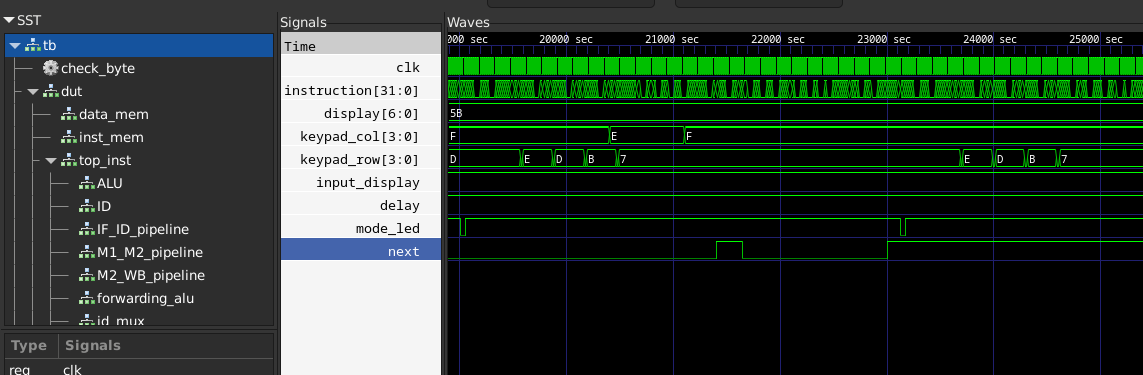 SST
Signals
Waves
tb
check_byte
dut
data_mem
inst_mem
top_inst
ALU
ID
IF_ID_pipeline
M1_M2_pipeline
M2_WB_pipeline
forwarding_alu
id_mux
Type Signals
reg clk
Time
clk
instruction[31:0]
display[6:0]
keypad_col[3:0]
keypad_row[3:0]
input_display
delay
mode_led
next
000 sec 20000 sec 21000 sec 22000 sec 23000 sec 24000 sec 25000 sec
5B
F E F
D E D B 7 E D B 7